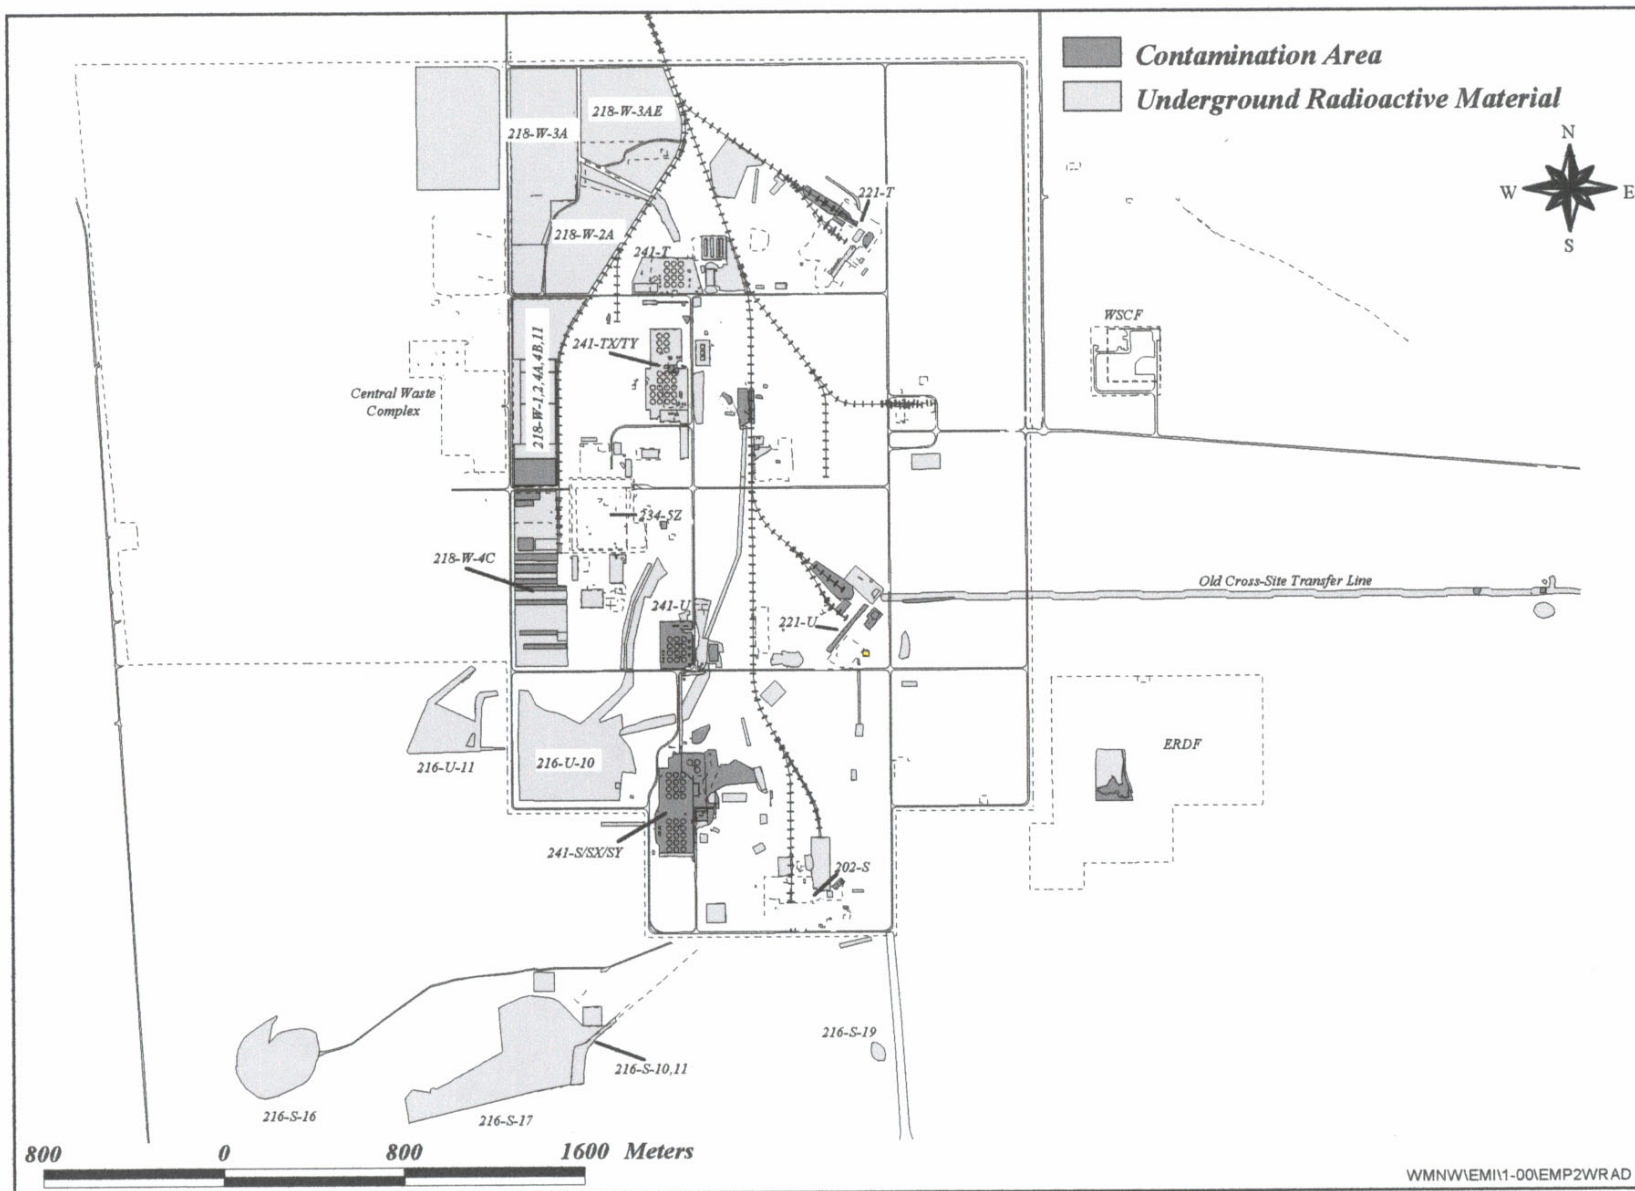 Contamination Area
Underground Radioactive Material
N
W
E
S
218-W-3AE
218-W-3A
221-T
218-W-2A
241-T
WSCF
241-TX/TY
218-W-1,2,4A,4B,11
Central Waste
Complex
234-5Z
218-W-4C
Old Cross-Site Transfer Line
241-U
221-U
ERDF
216-U-11
216-U-10
241-S/SX/SY
202-S
216-S-19
216-S-10,11
216-S-16
216-S-17
800 0 800 1600 Meters
WMNW\EMI\1-00\EMP2WRAD